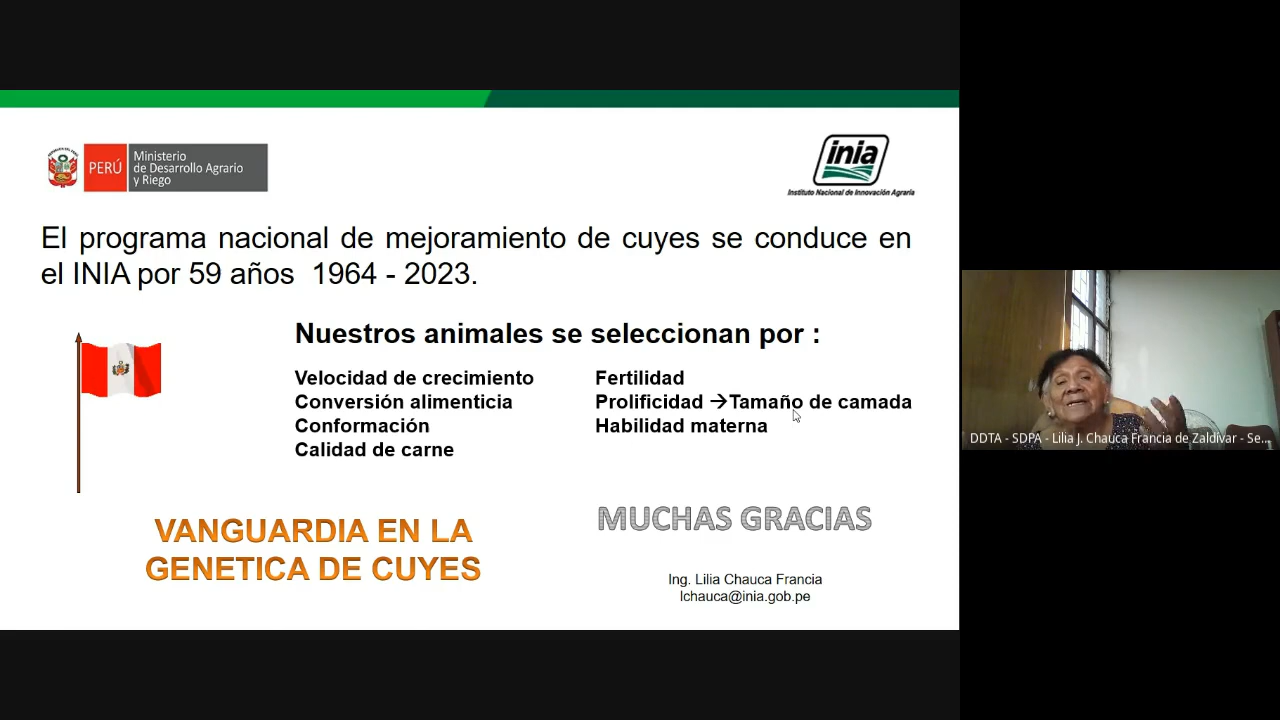 PERÚ
Ministerio
de Desarrollo Agrario
y Riego
inia
Instituto Nacional de Innovación Agraria
El programa nacional de mejoramiento de cuyes se conduce en
el INIA por 59 años 1964 - 2023.
Nuestros animales se seleccionan por :
Velocidad de crecimiento
Conversión alimenticia
Conformación
Calidad de carne
Fertilidad
Prolificidad →Tamaño de camada
Habilidad materna
VANGUARDIA EN LA
GENETICA DE CUYES
MUCHAS GRACIAS
Ing. Lilia Chauca Francia
lchauca@inia.gob.pe
DDTA - SDPA - Lilia J. Chauca Francia de Zaldívar - Se...